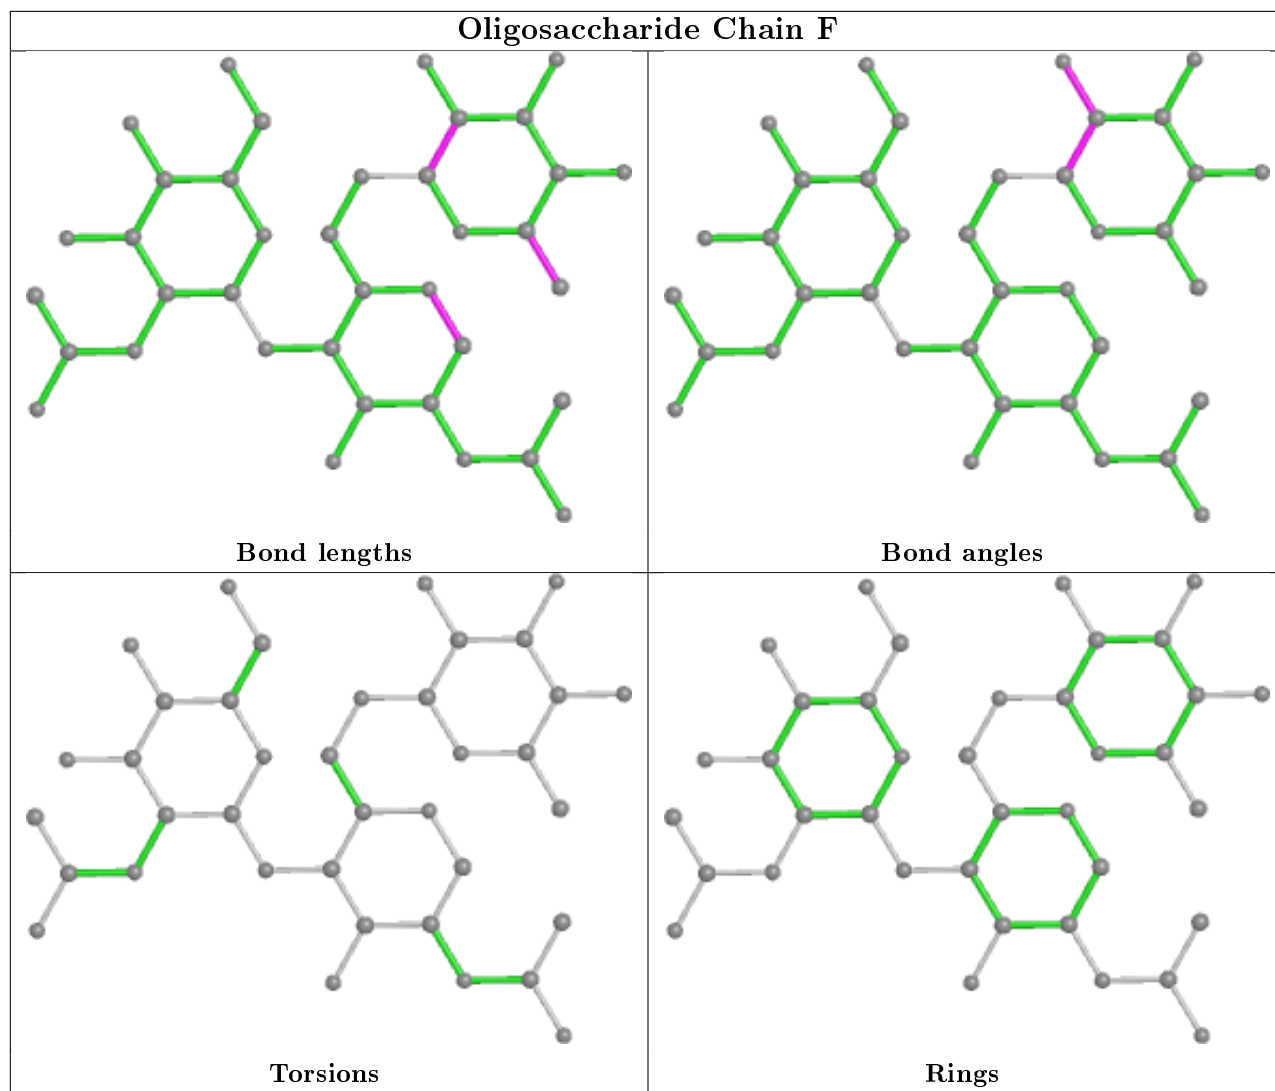 Oligosaccharide Chain F
Bond lengths
Bond angles
Torsions
Rings